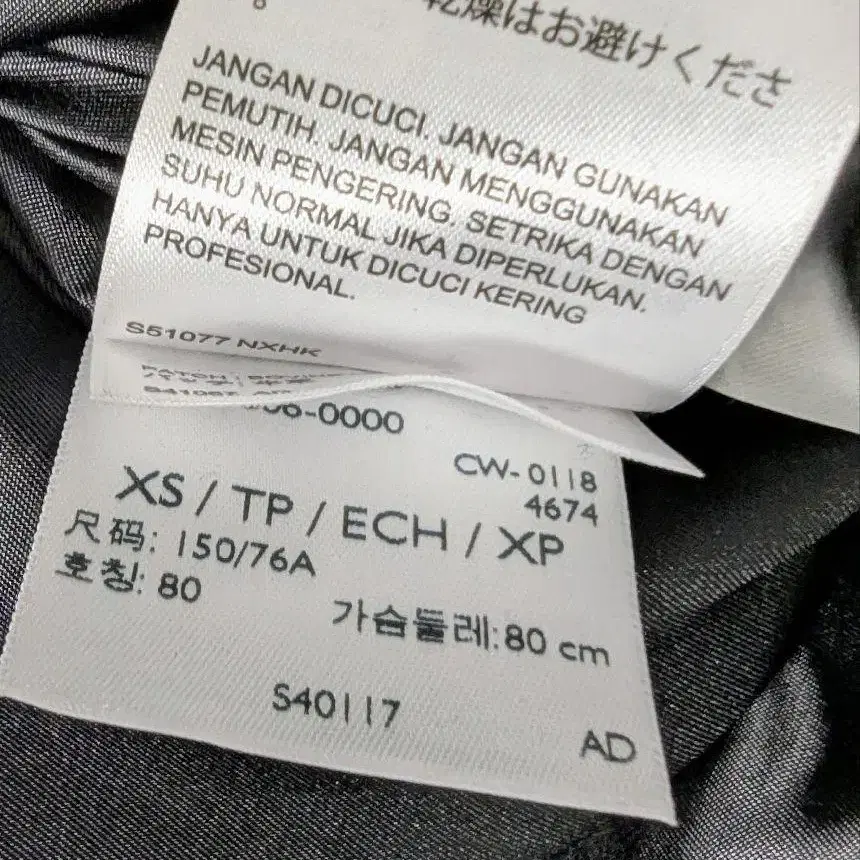 乾燥はお避けくださ
JANGAN DICUCI. JANGAN GUNAKAN
PEMUTIH. JANGAN MENGGUNAKAN
MESIN PENGERING. SETRIKA DENGAN
SUHU NORMAL JIKA DIPERLUKAN.
HANYA UNTUK DICUCI KERING
PROFESIONAL.
S51077 NXHK
-0000
CW-0118
4674
XS / TP / ECH / XP
尺码: 150/76A
호칭: 80
가슴둘레:80 cm
S40117
AD